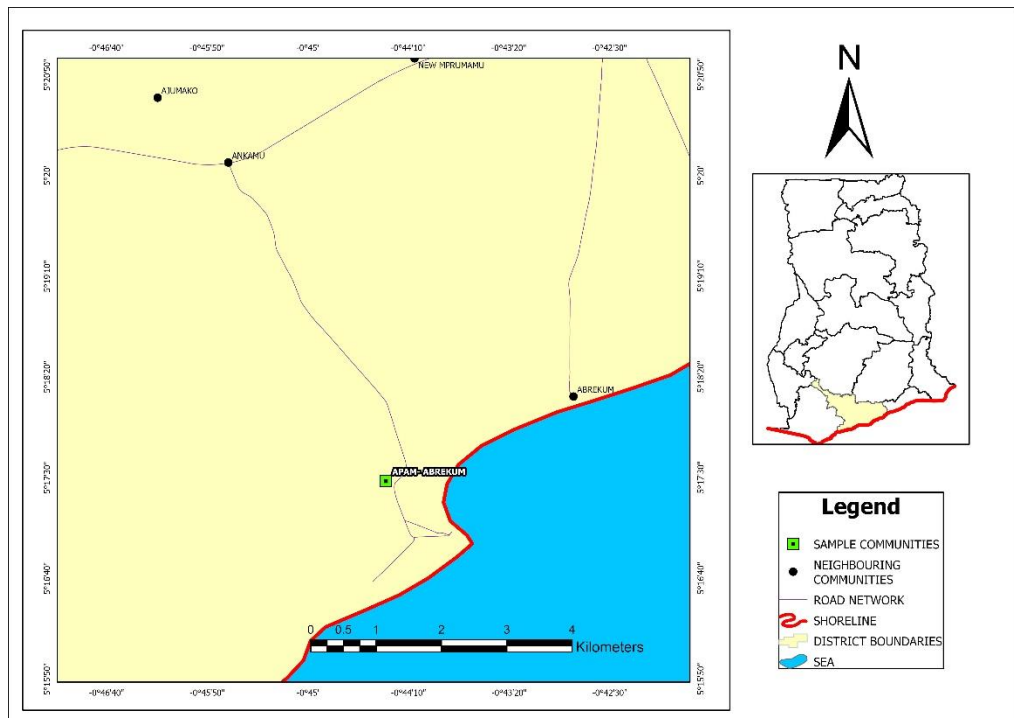 -0°46'40" -0°45'50" -0°45' -0°44'10" -0°43'20" -0°42'30"
5°20'50" 5°20'50"
NEW MPRUMAMU
AJUMAKO
ANKAMU
5°20' 5°20'
5°19'10" 5°19'10"
5°18'20" 5°18'20"
ABREKUM
APAM-ABREKUM
5°17'30" 5°17'30"
5°16'40" 5°16'40"
0 0.5 1 2 3 4
Kilometers
5°15'50" 5°15'50"
-0°46'40" -0°45'50" -0°45' -0°44'10" -0°43'20" -0°42'30"
N
Legend
SAMPLE COMMUNITIES
NEIGHBOURING
COMMUNITIES
ROAD NETWORK
SHORELINE
DISTRICT BOUNDARIES
SEA